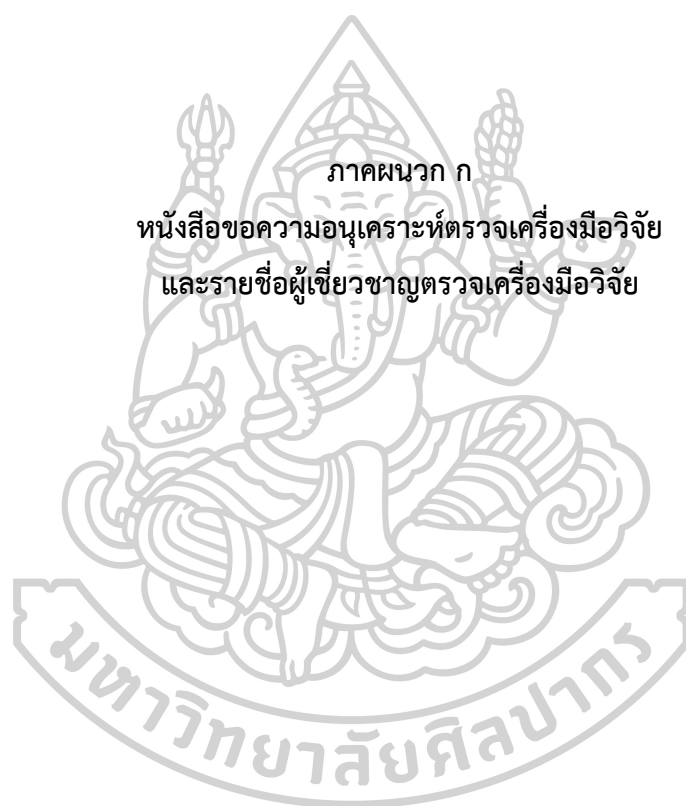 ภาคผนวก ก
หนังสือขอความอนุเคราะห์ตรวจเครื่องมือวิจัย
และรายชื่อผู้เชี่ยวชาญตรวจเครื่องมือวิจัย
มหาวิทยาลัยศิลปากร